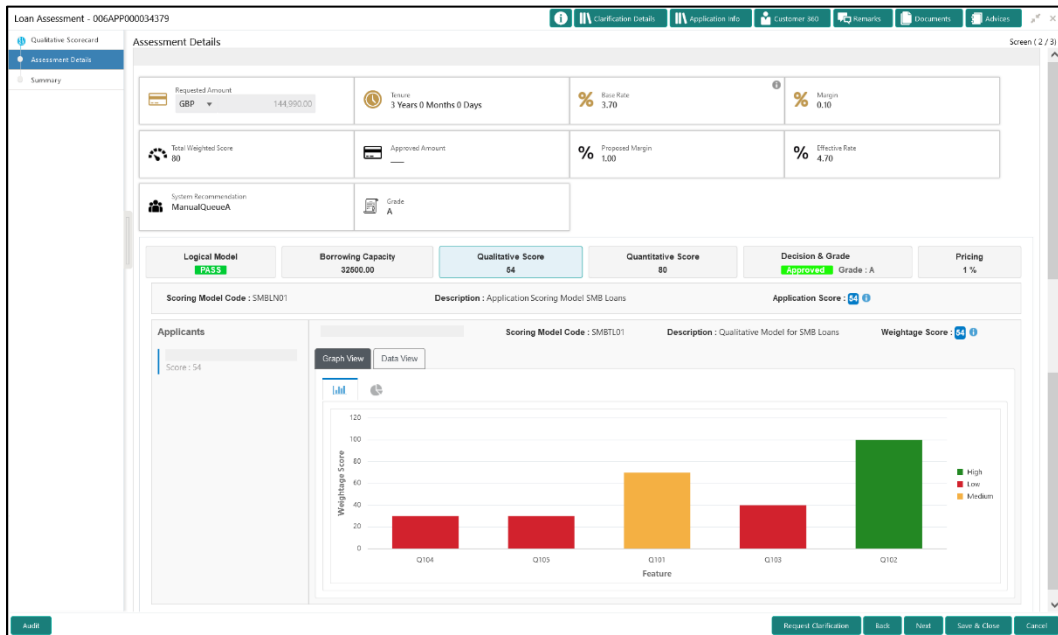 Loan Assessment - 006APP000034379
Clarification Details
Application Info
Customer 360
Remarks
Documents
Advices
Qualitative Scorecard
Assessment Details
Summary
Assessment Details
Screen ( 2 / 3)
Requested Amount
GBP 144,990.00
Tenure
3 Years 0 Months 0 Days
Base Rate
3.70
Margin
0.10
Total Weighted Score
80
Approved Amount
Proposed Margin
1.00
Effective Rate
4.70
System Recommendation
ManualQueueA
Grade
A
Logical Model
PASS
Borrowing Capacity
32600.00
Qualitative Score
54
Quantitative Score
80
Decision & Grade
Approved Grade : A
Pricing
1 %
Scoring Model Code : SMBLN01
Description : Application Scoring Model SMB Loans
Application Score : 54
Applicants
Score : 54
Scoring Model Code : SMBTL01
Description : Qualitative Model for SMB Loans
Weightage Score : 54
Graph View
Data View
120
100
80
60
40
20
0
Weightage Score
Q104
Q105
Q101
Q103
Q102
Feature
High
Low
Medium
Audit
Request Clarification
Back
Next
Save & Close
Cancel